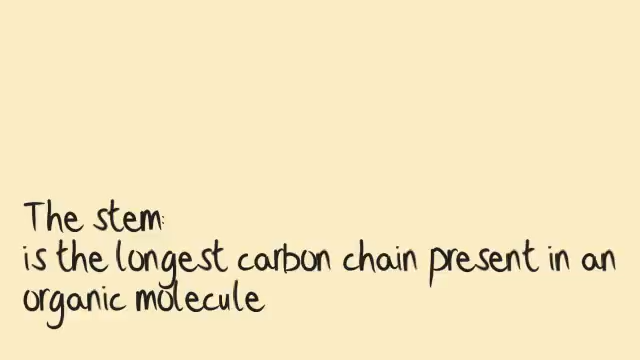 The stem:
is the longest carbon chain present in an
organic molecule